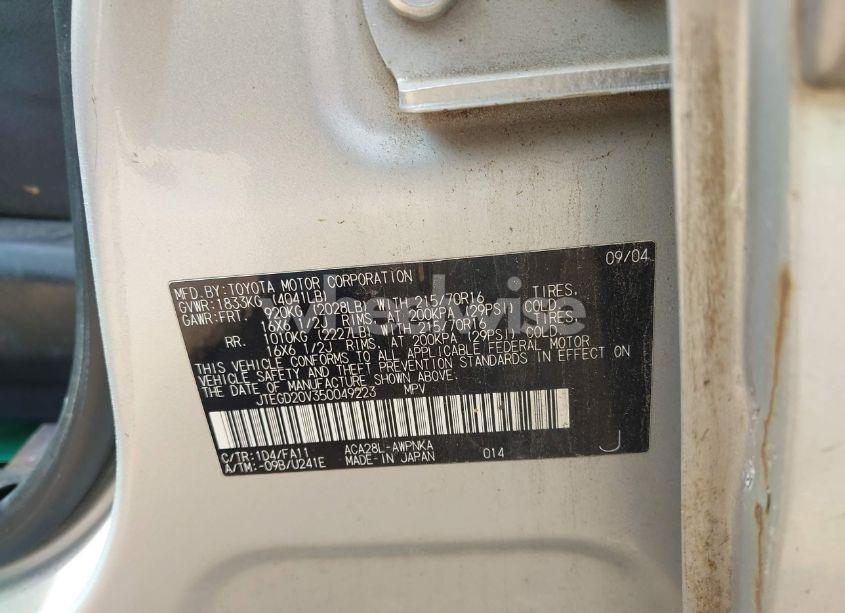 09/04
MFD.BY:TOYOTA MOTOR CORPORATION
GVWR:1833KG (4041LB)
GAWR:FRT. 920KG (2028LB) WITH 215/70R16 TIRES,
16X6 1/2JJ RIMS, AT 200KPA (29PSI) COLD.
RR. 1010KG (2227LB) WITH 215/70R16 TIRES,
16X6 1/2JJ RIMS, AT 200KPA (29PSI) COLD.
THIS VEHICLE CONFORMS TO ALL APPLICABLE FEDERAL MOTOR
VEHICLE SAFETY AND THEFT PREVENTION STANDARDS IN EFFECT ON
THE DATE OF MANUFACTURE SHOWN ABOVE.
JTEGD20V350049223 MPV
C/TR:1D4/FA11 ACA28L-AWPNKA
A/TM:-09B/U241E MADE-IN JAPAN 014 J
wheelwise